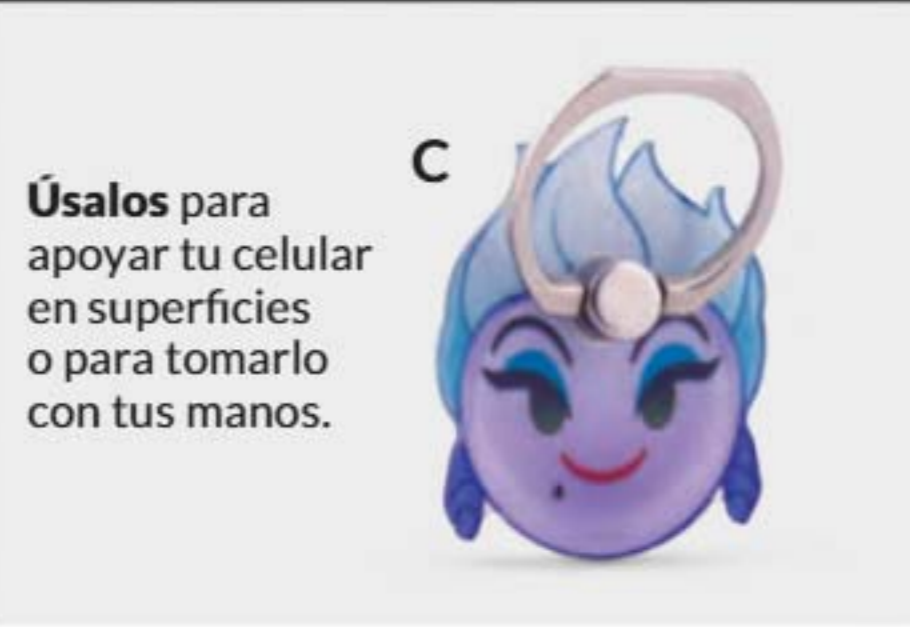 Úsalos para
apoyar tu celular
en superficies
o para tomarlo
con tus manos.
C